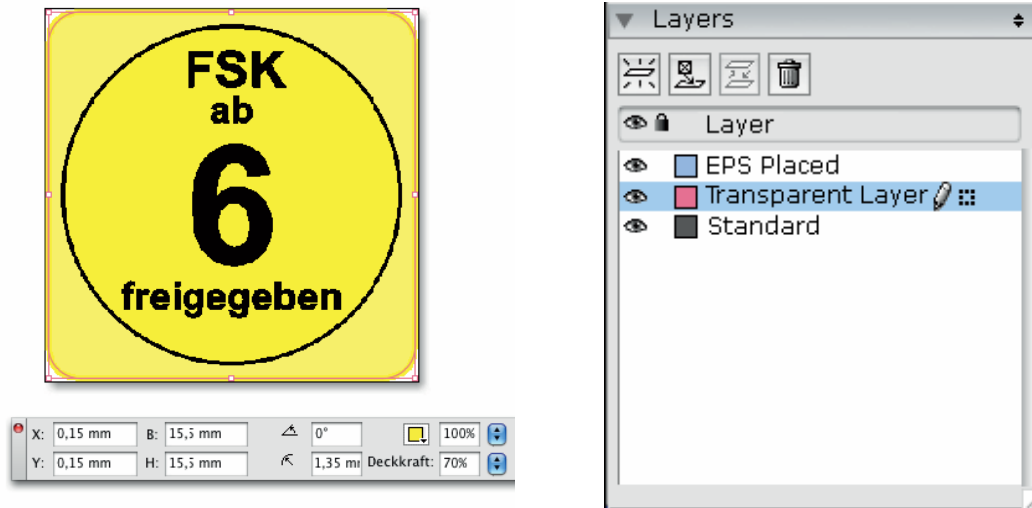 FSK
ab
6
freigegeben
X: 0,15 mm B: 15,5 mm 0° 100%
Y: 0,15 mm H: 15,5 mm 1,35 mi Deckkraft: 70%
Layers
Layer
EPS Placed
Transparent Layer
Standard